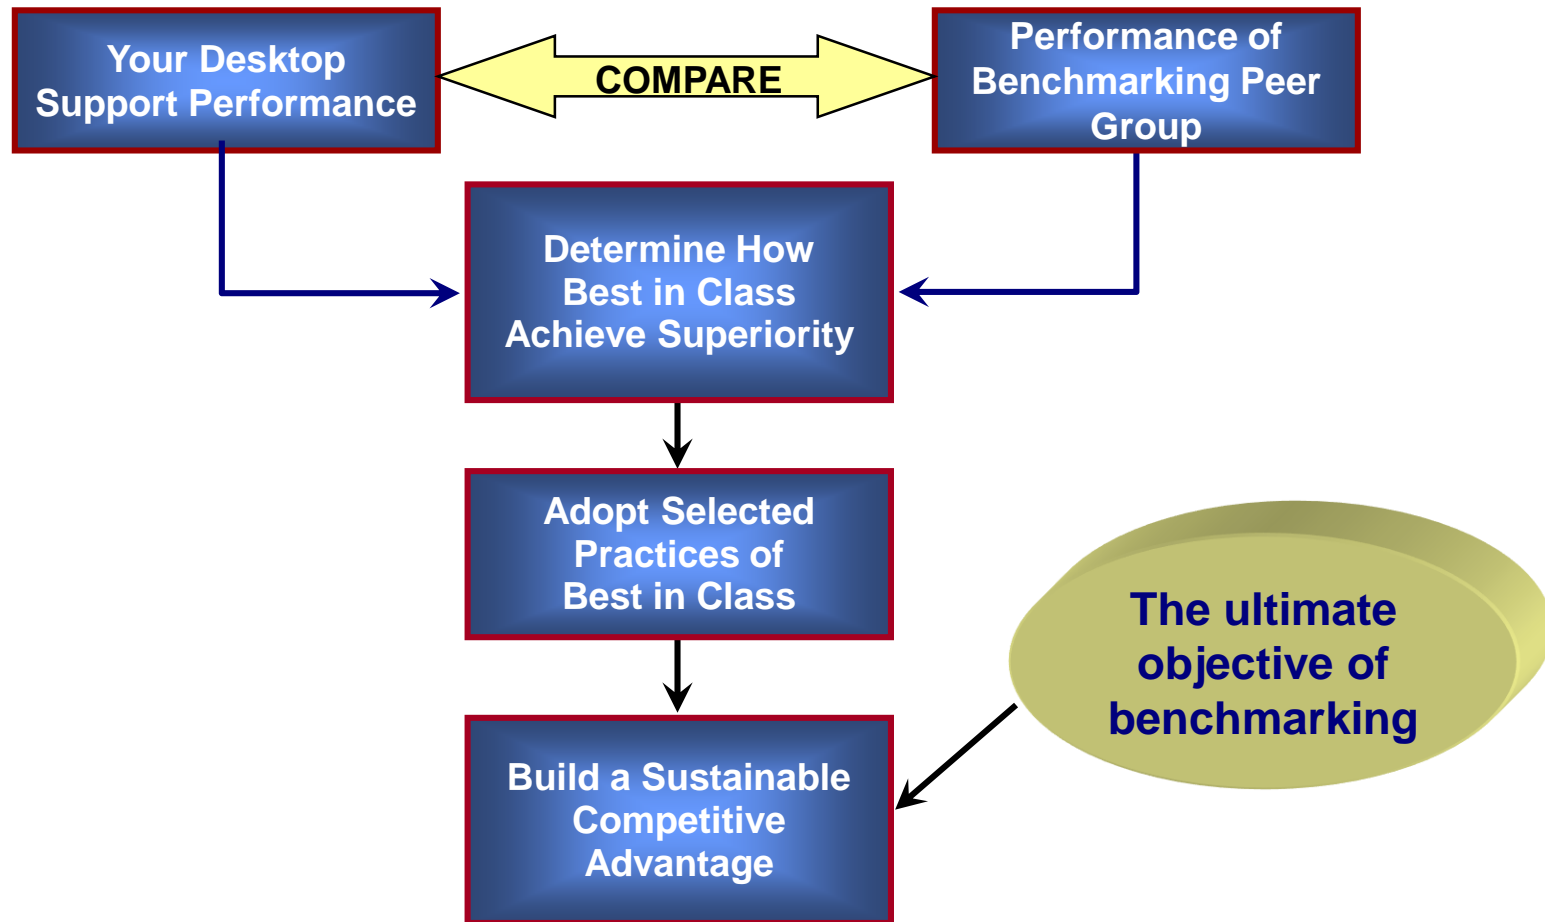 Your Desktop
Support Performance
COMPARE
Performance of
Benchmarking Peer
Group
Determine How
Best in Class
Achieve Superiority
Adopt Selected
Practices of
Best in Class
The ultimate
objective of
benchmarking
Build a Sustainable
Competitive
Advantage